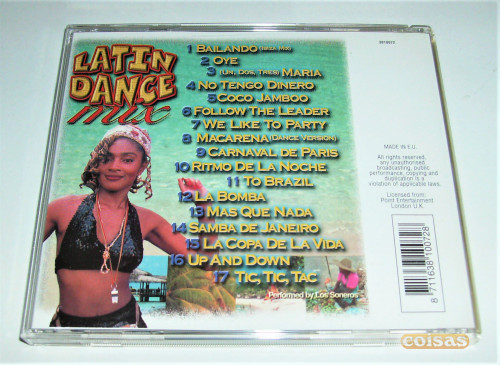 LATIN
DANCE
mix
1 BAILANDO (IBIZA MIX)
2 OYE
3 (UN, DOS, TRES) MARIA
4 NO TENGO DINERO
5 COCO JAMBOO
6 FOLLOW THE LEADER
7 WE LIKE TO PARTY
8 MACARENA (DANCE VERSION)
9 CARNAVAL DE PARIS
10 RITMO DE LA NOCHE
11 TO BRAZIL
12 LA BOMBA
13 MAS QUE NADA
14 SAMBA DE JANEIRO
15 LA COPA DE LA VIDA
16 UP AND DOWN
17 TIC, TIC, TAC
Performed by Los Soneros
MADE IN E.U.
All rights reserved,
any unauthorised
broadcasting, public
performance, copying and
duplication is a
violation of applicable laws.
Licensed from:
Point Entertainment
London U.K.
8 711638 100728
coisas